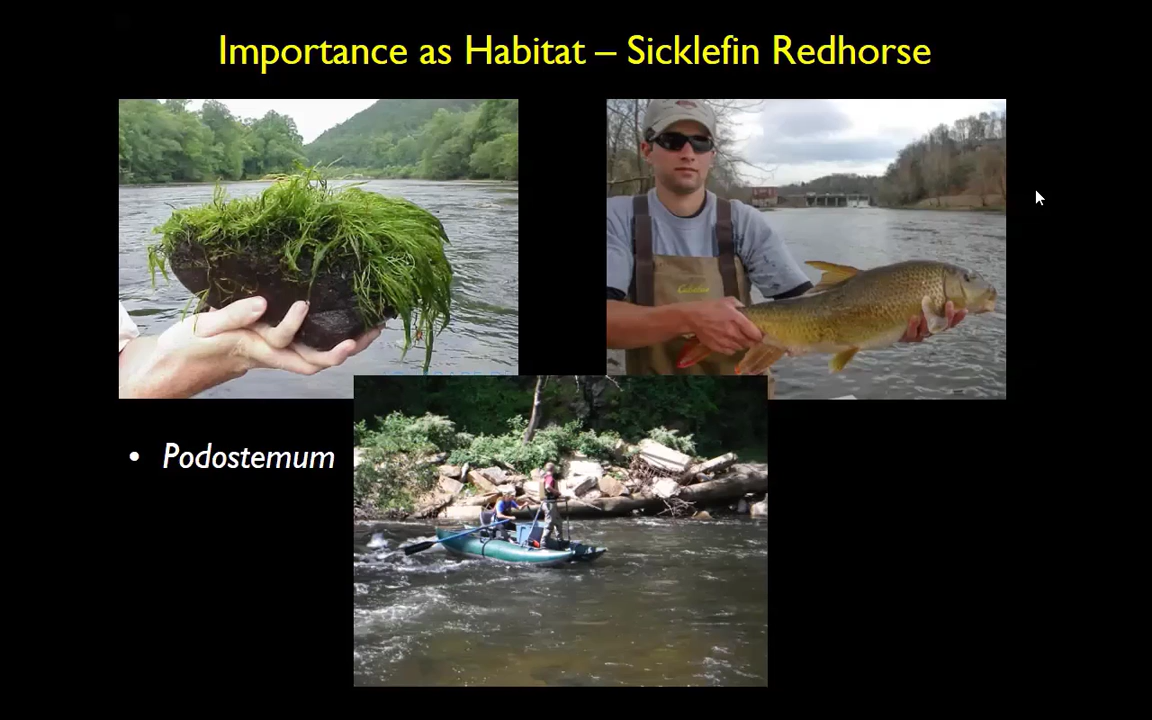 Importance as Habitat – Sicklefin Redhorse
• Podostemum